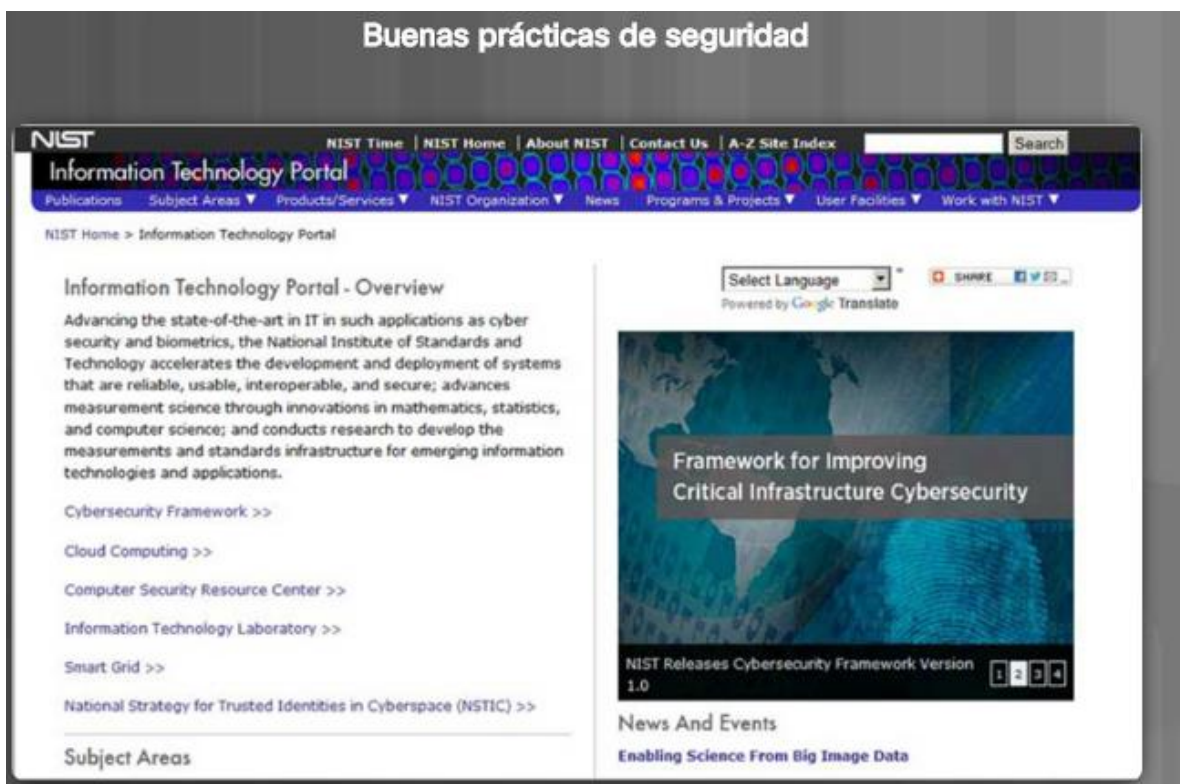 Buenas prácticas de seguridad
NIST
NIST Time | NIST Home | About NIST | Contact Us | A-Z Site Index
Search
Information Technology Portal
Publications Subject Areas ▼ Products/Services ▼ NIST Organization ▼ News Programs & Projects ▼ User Facilities ▼ Work with NIST ▼
NIST Home > Information Technology Portal
Information Technology Portal - Overview
Advancing the state-of-the-art in IT in such applications as cyber
security and biometrics, the National Institute of Standards and
Technology accelerates the development and deployment of systems
that are reliable, usable, interoperable, and secure; advances
measurement science through innovations in mathematics, statistics,
and computer science; and conducts research to develop the
measurements and standards infrastructure for emerging information
technologies and applications.
Cybersecurity Framework >>
Cloud Computing >>
Computer Security Resource Center >>
Information Technology Laboratory >>
Smart Grid >>
National Strategy for Trusted Identities in Cyberspace (NSTIC) >>
Subject Areas
Select Language
SHARE
Powered by Google Translate
Framework for Improving
Critical Infrastructure Cybersecurity
NIST Releases Cybersecurity Framework Version
1.0
1 2 3 4
News And Events
Enabling Science From Big Image Data